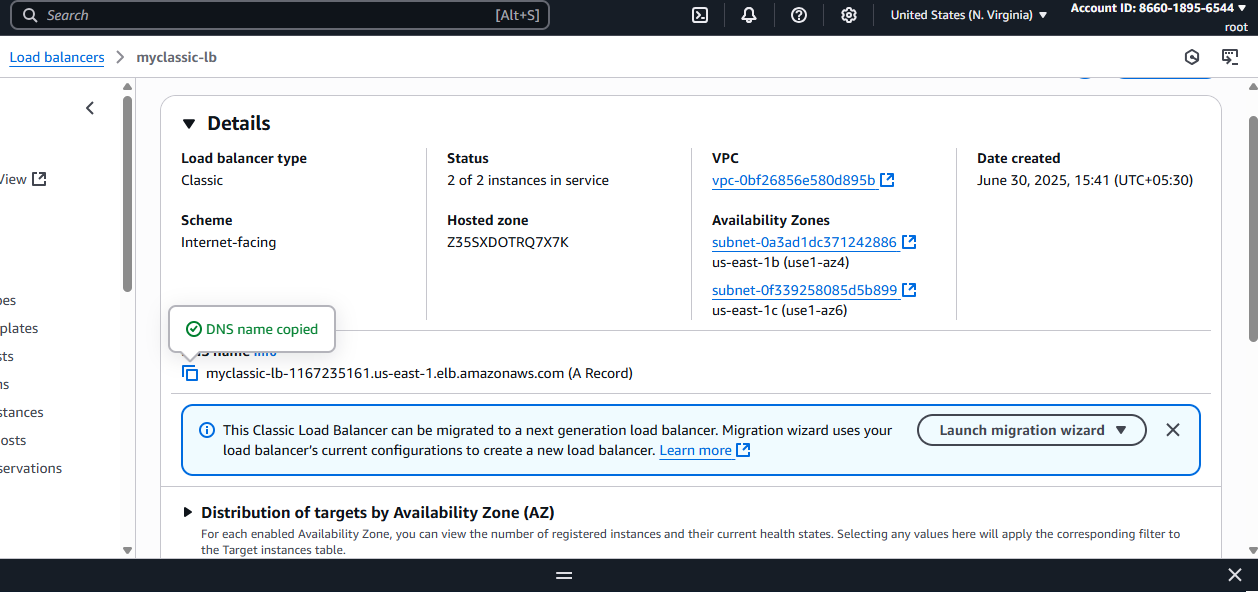 Search
[Alt+S]
United States (N. Virginia)
Account ID: 8660-1895-6544
root
Load balancers
myclassic-lb
View
Details
Load balancer type
Classic
Status
2 of 2 instances in service
VPC
vpc-0bf26856e580d895b
Date created
June 30, 2025, 15:41 (UTC+05:30)
Scheme
Internet-facing
Hosted zone
Z35SXDOTRQ7X7K
Availability Zones
subnet-0a3ad1dc371242886
us-east-1b (use1-az4)
subnet-0f339258085d5b899
us-east-1c (use1-az6)
pes
plates
sts
ns
stances
osts
servations
DNS name copied
name Info
myclassic-lb-1167235161.us-east-1.elb.amazonaws.com (A Record)
This Classic Load Balancer can be migrated to a next generation load balancer. Migration wizard uses your
load balancer's current configurations to create a new load balancer. Learn more
Launch migration wizard
Distribution of targets by Availability Zone (AZ)
For each enabled Availability Zone, you can view the number of registered instances and their current health states. Selecting any values here will apply the corresponding filter to
the Target instances table.